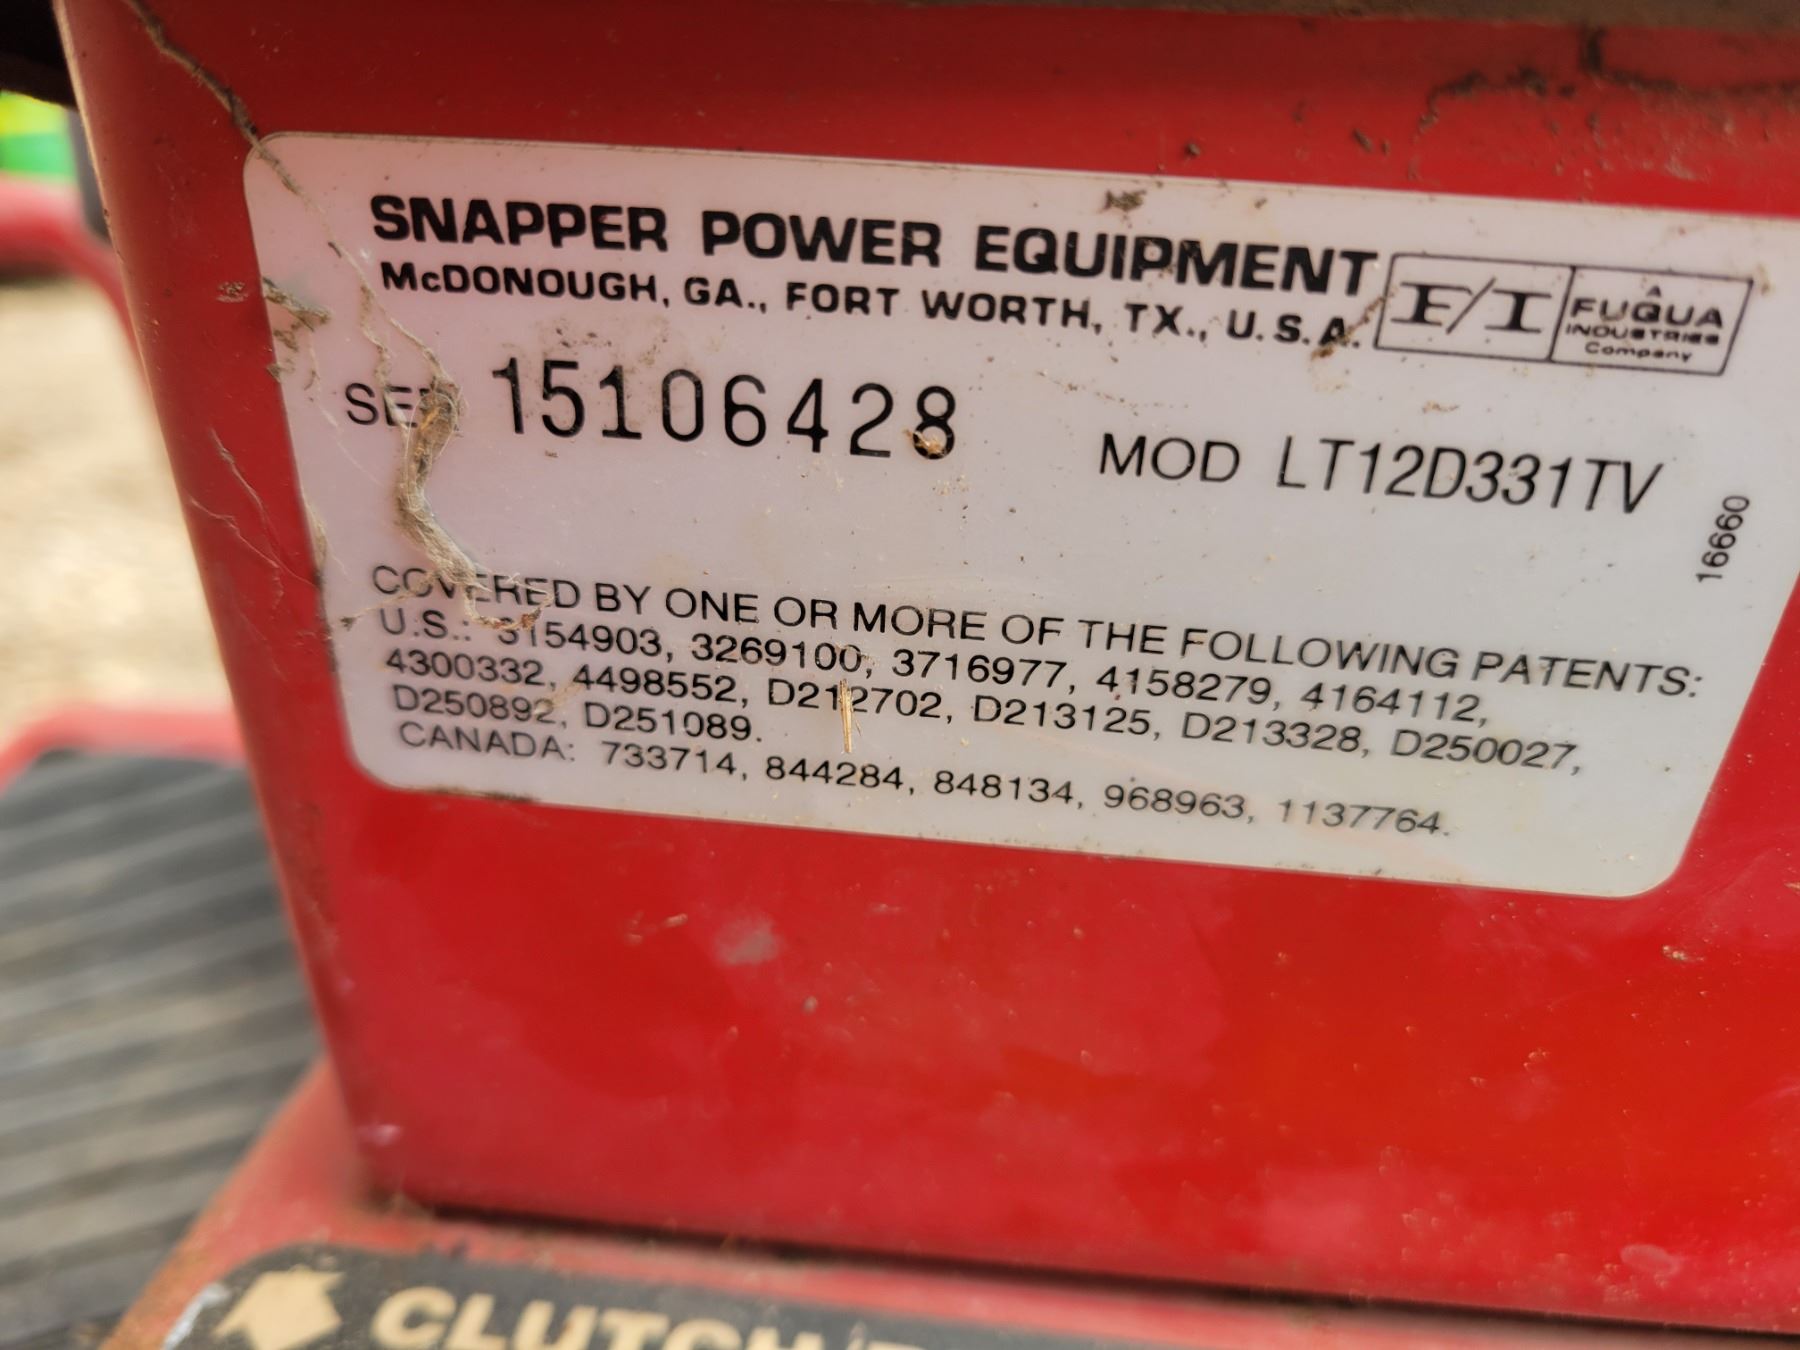 SNAPPER POWER EQUIPMENT
McDONOUGH, GA., FORT WORTH, TX., U.S.A.
F/I
A
FUQUA
INDUSTRIES
Company
15106428
MOD LT12D331TV
16660
COVERED BY ONE OR MORE OF THE FOLLOWING PATENTS:
U.S.: 3154903, 3269100, 3716977, 4158279, 4164112,
4300332, 4498552, D212702, D213125, D213328, D250027,
D250892, D251089.
CANADA: 733714, 844284, 848134, 968963, 1137764.
CLUTCH